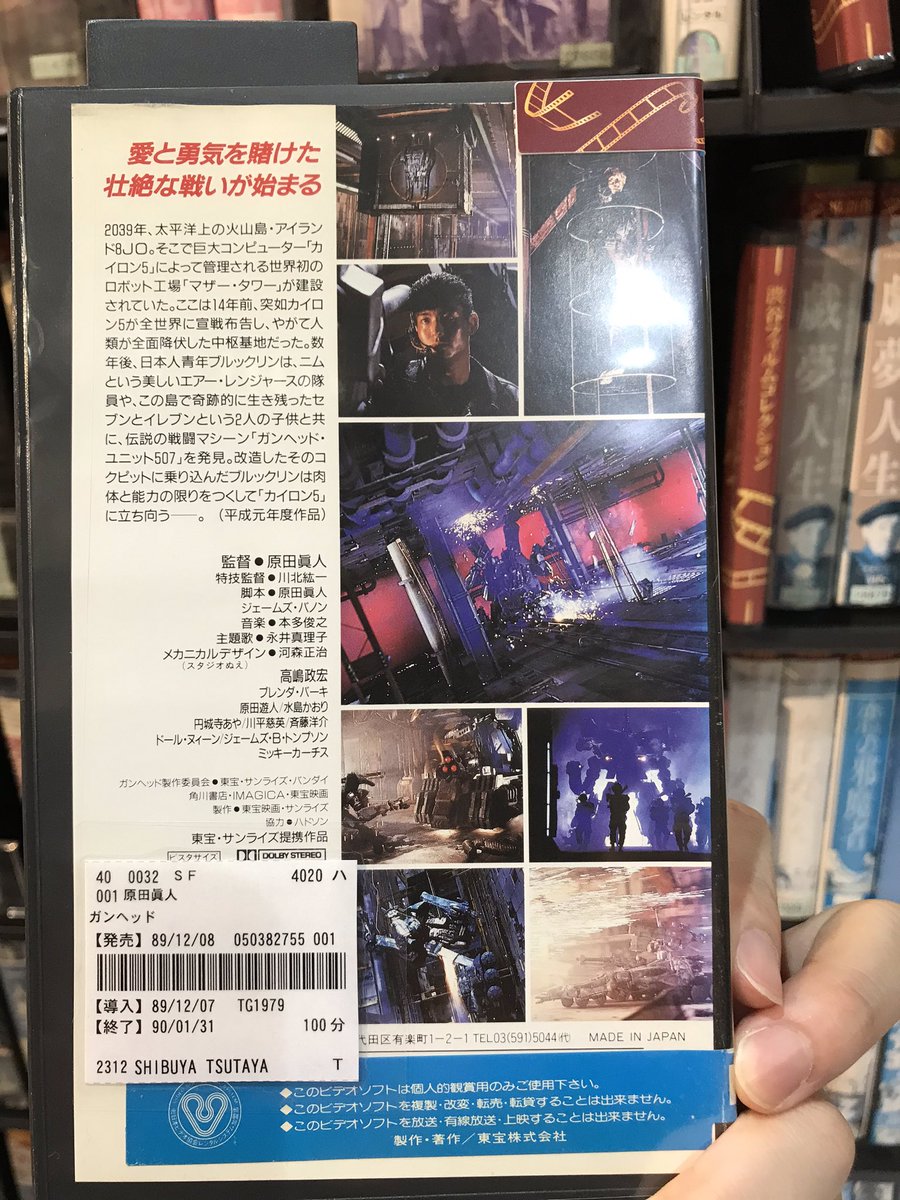 愛と勇気を賭けた
壮絶な戦いが始まる
2039年、太平洋上の火山島・アイラン
ド8JO。そこで巨大コンピューター「カ
イロン5」によって管理される世界初の
ロボット工場「マザー・タワー」が建設
されていた。ここは14年前、突如カイロ
ン5が全世界に宣戦布告し、やがて人
類が全面降伏した中枢基地だった。数
年後、日本人青年ブルックリンは、ニム
という美しいエアー・レンジャースの隊
員や、この島で奇跡的に生き残ったセ
ブンとイレブンという2人の子供と共
に、伝説の戦闘マシーン「ガンヘッド・
ユニット507」を発見。改造したそのコ
クピットに乗り込んだブルックリンは肉
体と能力の限りをつくして「カイロン5」
に立ち向う──。(平成元年度作品)
監督●原田眞人
特技監督●川北紘一
脚本●原田眞人
ジェームズ・バノン
音楽●本多俊之
主題歌●永井真理子
メカニカルデザイン●河森正治
(スタジオぬえ)
高嶋政宏
ブレンダ・バーキ
原田遊人/水島かおり
円城寺あや/川平慈英/斉藤洋介
ドール・ヌィーン/ジェームズ・B・トンプソン
ミッキーカーチス
ガンヘッド製作委員会●東宝・サンライズ・バンダイ
角川書店・IMAGICA・東宝映画
製作●東宝映画・サンライズ
協力●ハドソン
東宝・サンライズ提携作品
ビスタサイズ DOLBY STEREO
40 0032 SF 4020 ハ
001 原田眞人
ガンヘッド
【発売】 89/12/08 050382755 001
【導入】 89/12/07 TG1979
【終了】 90/01/31 100分
2312 SHIBUYA TSUTAYA T
代田区有楽町1-2-1 TEL03(591)5044(代) MADE IN JAPAN
◆このビデオソフトは個人的観賞用のみご使用下さい。
◆このビデオソフトを複製・改変・転売・転貸することは出来ません。
◆このビデオソフトを放送・有線放送・上映することは出来ません。
製作・著作/東宝株式会社
渋谷フィルムコレクション
戯夢人生
戯夢人生